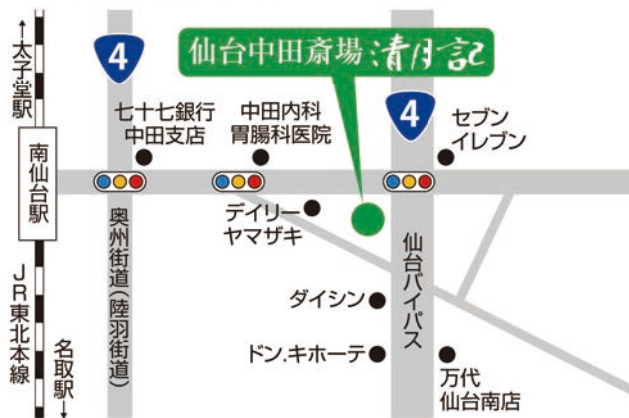 ←太子堂駅
4
仙台中田斎場 清月記
4
七十七銀行
中田支店
中田内科
胃腸科医院
セブン
イレブン
南仙台駅
デイリー
ヤマザキ
奥州街道(陸羽街道)
仙台バイパス
JR東北本線
ダイシン
ドン.キホーテ
万代
仙台南店
名取駅→